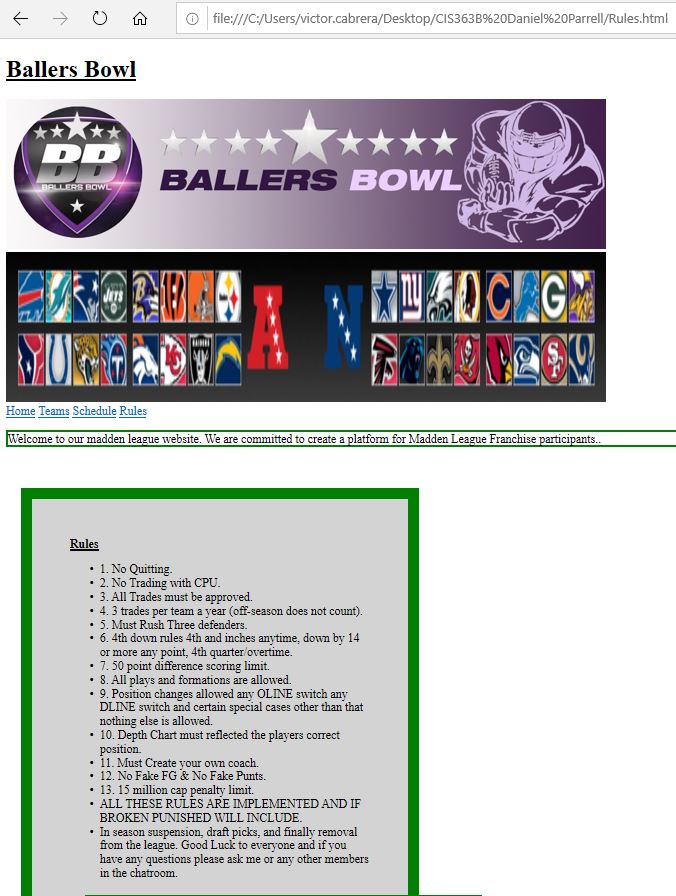 file:///C:/Users/victor.cabrera/Desktop/CIS363B%20Daniel%20Parrell/Rules.html
Ballers Bowl
BB
BALLERS BOWL
BALLERS BOWL
JETS
A N
ny
C
G
SF
Home Teams Schedule Rules
Welcome to our madden league website. We are committed to create a platform for Madden League Franchise participants..
Rules
• 1. No Quitting.
• 2. No Trading with CPU.
• 3. All Trades must be approved.
• 4. 3 trades per team a year (off-season does not count).
• 5. Must Rush Three defenders.
• 6. 4th down rules 4th and inches anytime, down by 14
or more any point, 4th quarter/overtime.
• 7. 50 point difference scoring limit.
• 8. All plays and formations are allowed.
• 9. Position changes allowed any OLINE switch any
DLINE switch and certain special cases other than that
nothing else is allowed.
• 10. Depth Chart must reflected the players correct
position.
• 11. Must Create your own coach.
• 12. No Fake FG & No Fake Punts.
• 13. 15 million cap penalty limit.
• ALL THESE RULES ARE IMPLEMENTED AND IF
BROKEN PUNISHED WILL INCLUDE.
• In season suspension, draft picks, and finally removal
from the league. Good Luck to everyone and if you
have any questions please ask me or any other members
in the chatroom.